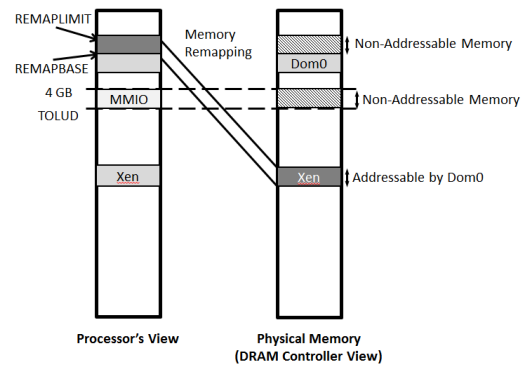 REMAPLIMIT
Memory
Remapping
Non-Addressable Memory
REMAPBASE
Dom0
4 GB
MMIO
Non-Addressable Memory
TOLUD
Xen
Xen
Addressable by Dom0
Processor's View
Physical Memory
(DRAM Controller View)